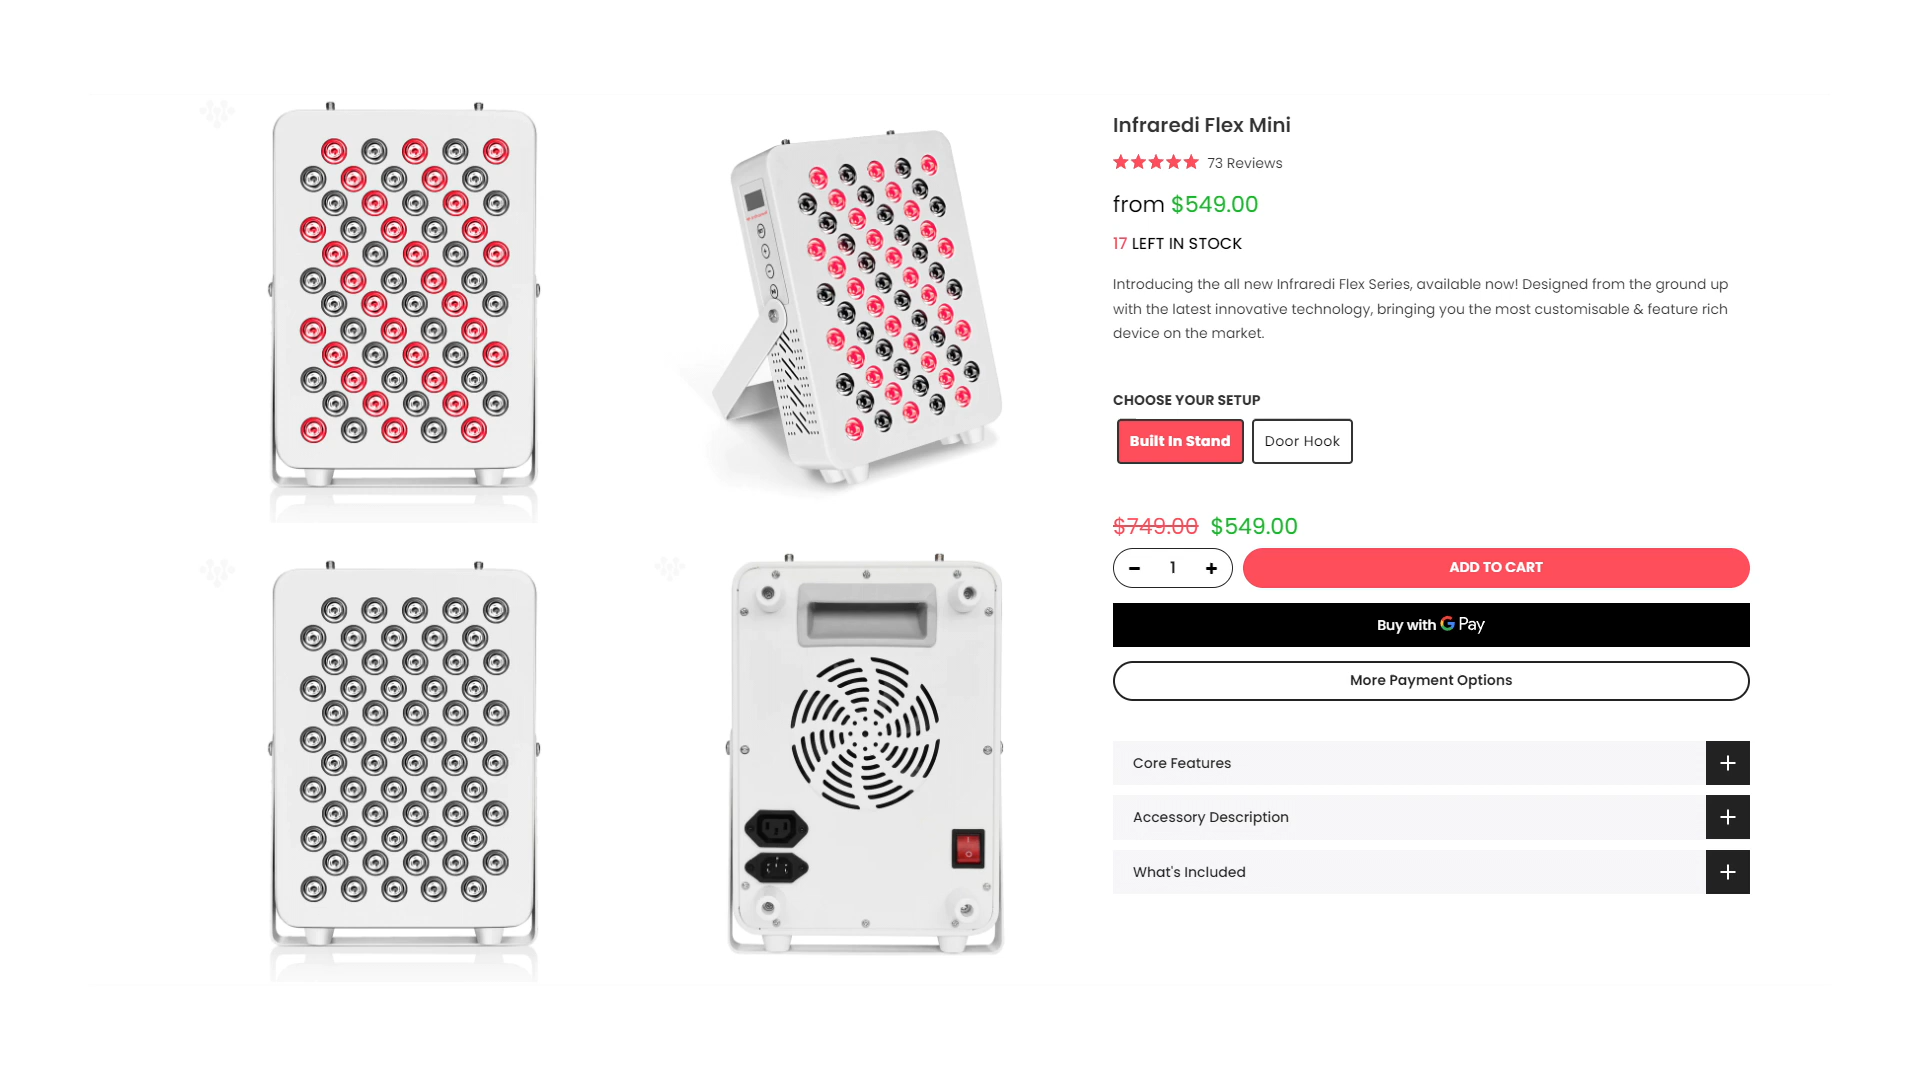 Infraredi Flex Mini
73 Reviews
from $549.00
17 LEFT IN STOCK
Introducing the all new Infraredi Flex Series, available now! Designed from the ground up
with the latest innovative technology, bringing you the most customisable & feature rich
device on the market.
CHOOSE YOUR SETUP
Built In Stand
Door Hook
$749.00 $549.00
1
ADD TO CART
Buy with G Pay
More Payment Options
Core Features
Accessory Description
What's Included